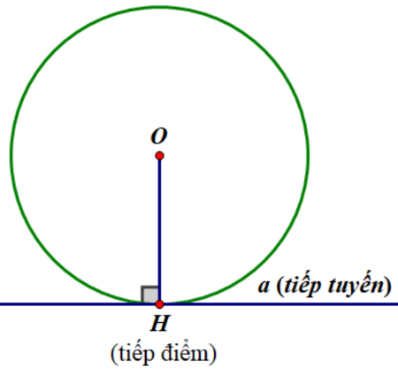 O
a (tiếp tuyến)
H
(tiếp điểm)